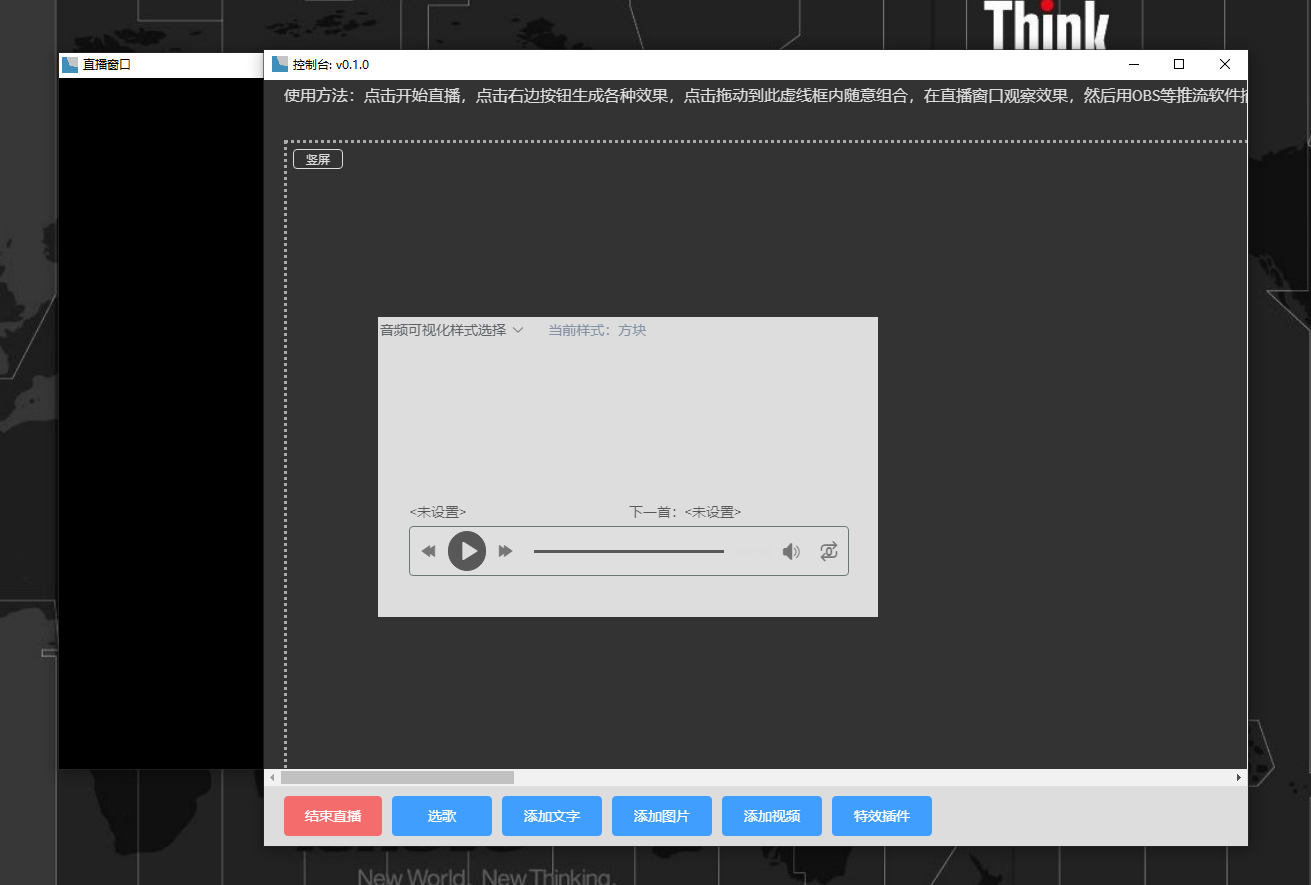 Think
直播窗口
控制台: v0.1.0
使用方法：点击开始直播，点击右边按钮生成各种效果，点击拖动到此虚线框内随意组合，在直播窗口观察效果，然后用OBS等推流软件
竖屏
音频可视化样式选择
当前样式：方块
<未设置>
下一首：<未设置>
结束直播
选歌
添加文字
添加图片
添加视频
特效插件
New World. New Thinking.